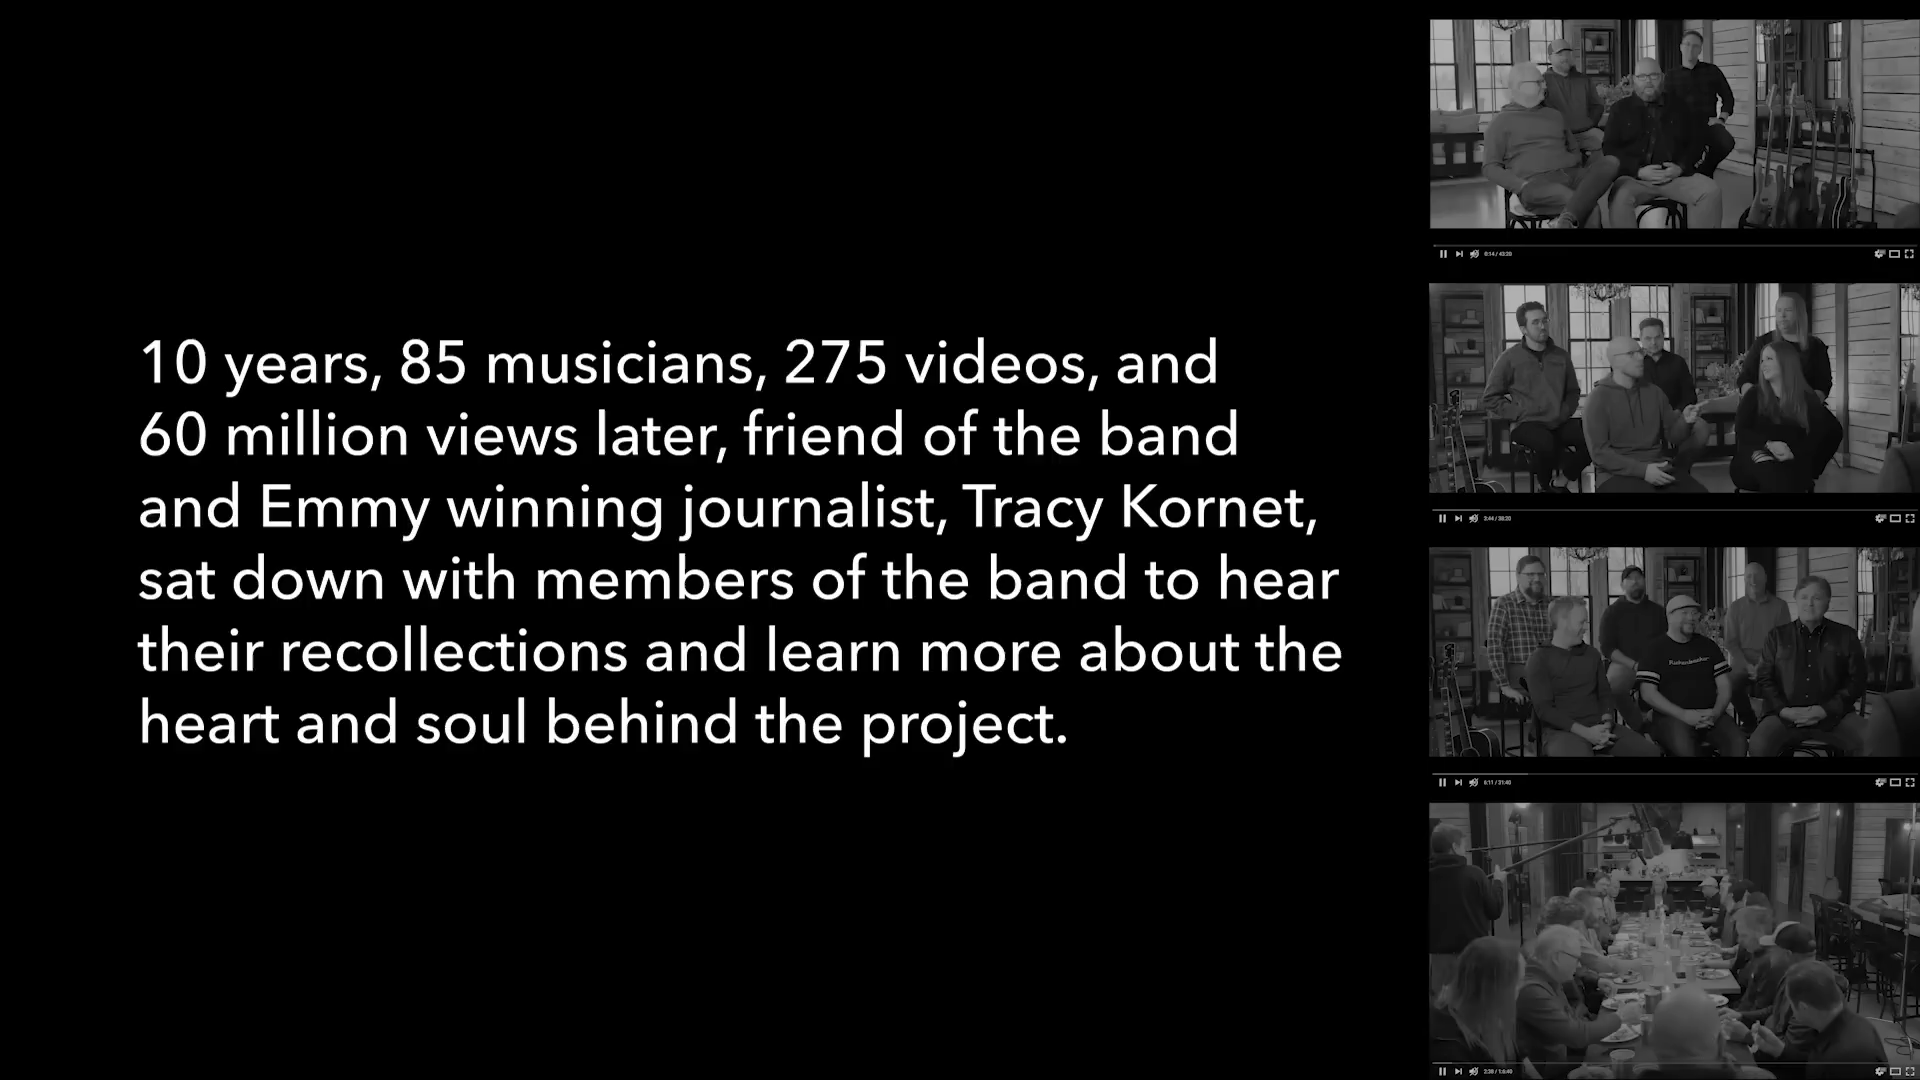 10 years, 85 musicians, 275 videos, and
60 million views later, friend of the band
and Emmy winning journalist, Tracy Kornet,
sat down with members of the band to hear
their recollections and learn more about the
heart and soul behind the project.